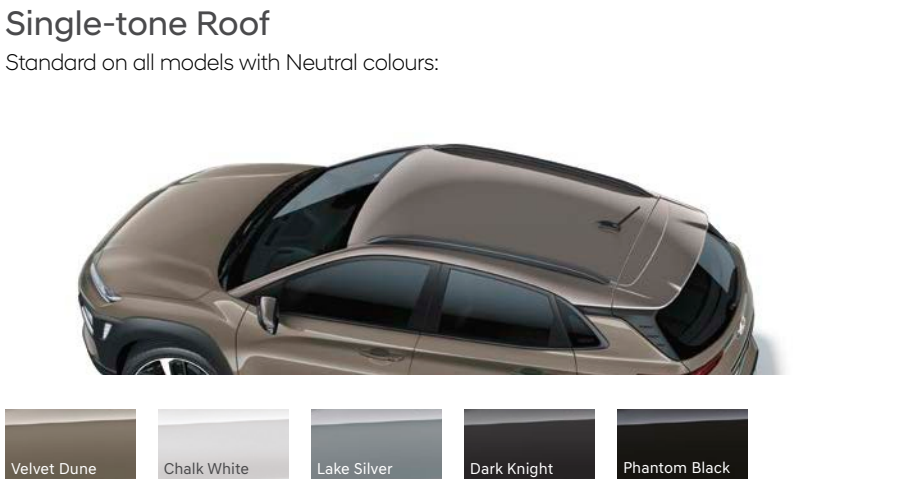 Single-tone Roof
Standard on all models with Neutral colours:
Velvet Dune
Chalk White
Lake Silver
Dark Knight
Phantom Black